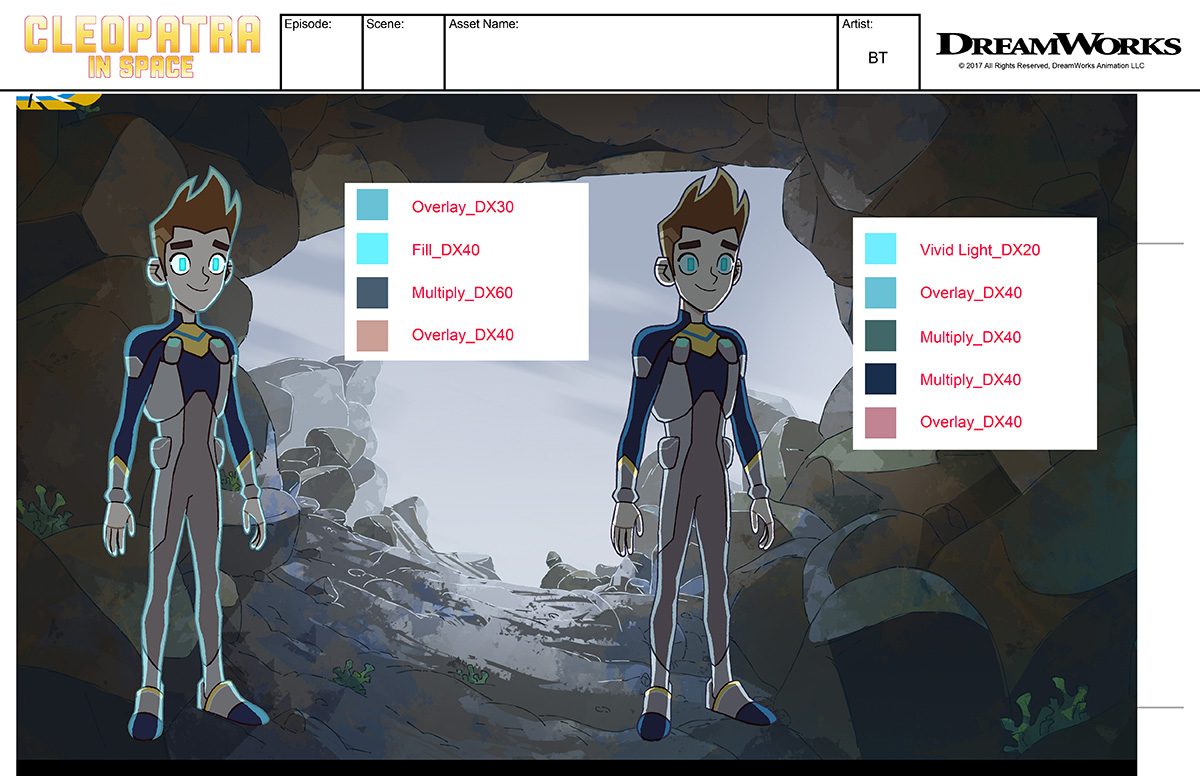 CLEOPATRA
IN SPACE
Episode:
Scene:
Asset Name:
Artist:
BT
DREAMWORKS
© 2017 All Rights Reserved, DreamWorks Animation LLC
Overlay_DX30
Fill_DX40
Multiply_DX60
Overlay_DX40
Vivid Light_DX20
Overlay_DX40
Multiply_DX40
Multiply_DX40
Overlay_DX40